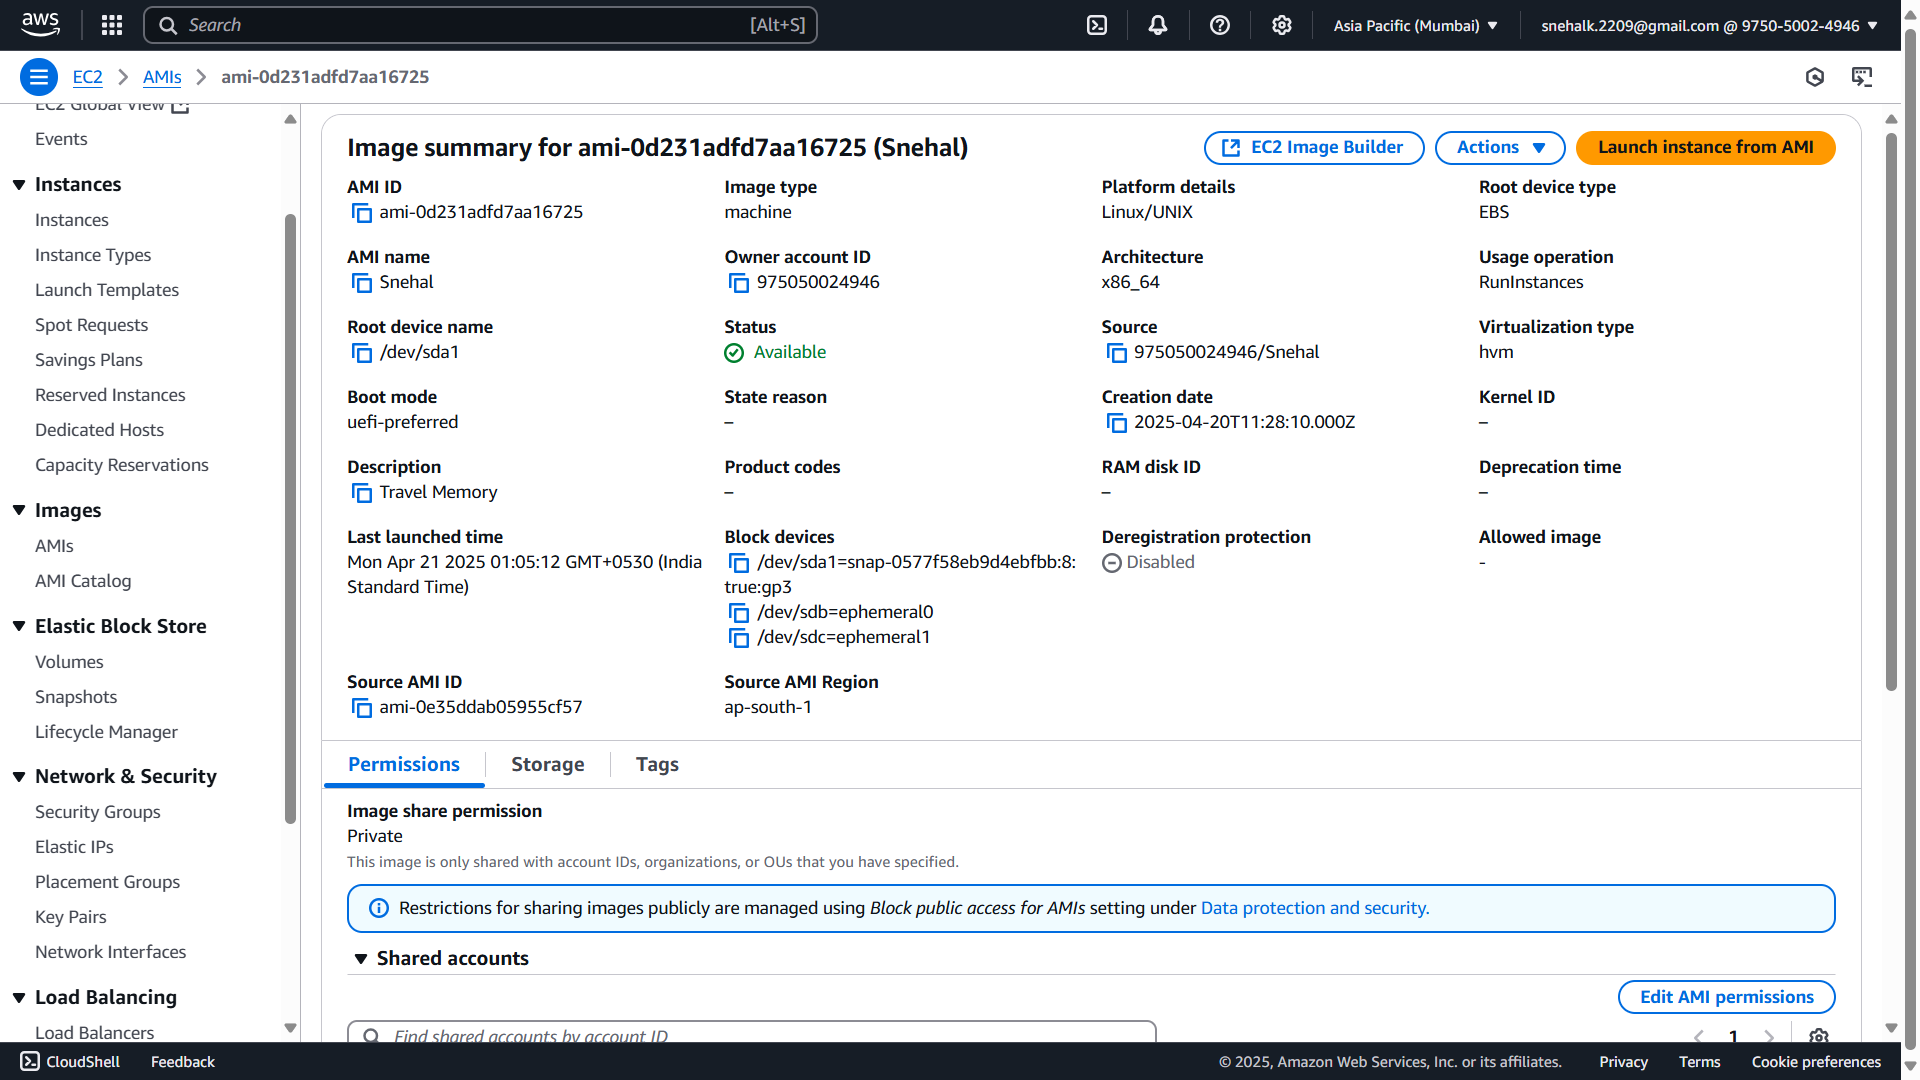 aws
Search
[Alt+S]
Asia Pacific (Mumbai)
snehalk.2209@gmail.com @ 9750-5002-4946
EC2
AMIs
ami-0d231adfd7aa16725
EC2 Global View
Events
Instances
Instances
Instance Types
Launch Templates
Spot Requests
Savings Plans
Reserved Instances
Dedicated Hosts
Capacity Reservations
Images
AMIs
AMI Catalog
Elastic Block Store
Volumes
Snapshots
Lifecycle Manager
Network & Security
Security Groups
Elastic IPs
Placement Groups
Key Pairs
Network Interfaces
Load Balancing
Load Balancers
Image summary for ami-0d231adfd7aa16725 (Snehal)
EC2 Image Builder
Actions
Launch instance from AMI
AMI ID
ami-0d231adfd7aa16725
Image type
machine
Platform details
Linux/UNIX
Root device type
EBS
AMI name
Snehal
Owner account ID
975050024946
Architecture
x86_64
Usage operation
RunInstances
Root device name
/dev/sda1
Status
Available
Source
975050024946/Snehal
Virtualization type
hvm
Boot mode
uefi-preferred
State reason
–
Creation date
2025-04-20T11:28:10.000Z
Kernel ID
–
Description
Travel Memory
Product codes
–
RAM disk ID
–
Deprecation time
–
Last launched time
Mon Apr 21 2025 01:05:12 GMT+0530 (India
Standard Time)
Block devices
/dev/sda1=snap-0577f58eb9d4ebfbb:8:
true:gp3
/dev/sdb=ephemeral0
/dev/sdc=ephemeral1
Deregistration protection
Disabled
Allowed image
-
Source AMI ID
ami-0e35ddab05955cf57
Source AMI Region
ap-south-1
Permissions
Storage
Tags
Image share permission
Private
This image is only shared with account IDs, organizations, or OUs that you have specified.
Restrictions for sharing images publicly are managed using Block public access for AMIs setting under Data protection and security.
Shared accounts
Edit AMI permissions
Find shared accounts by account ID
1
CloudShell
Feedback
© 2025, Amazon Web Services, Inc. or its affiliates.
Privacy
Terms
Cookie preferences